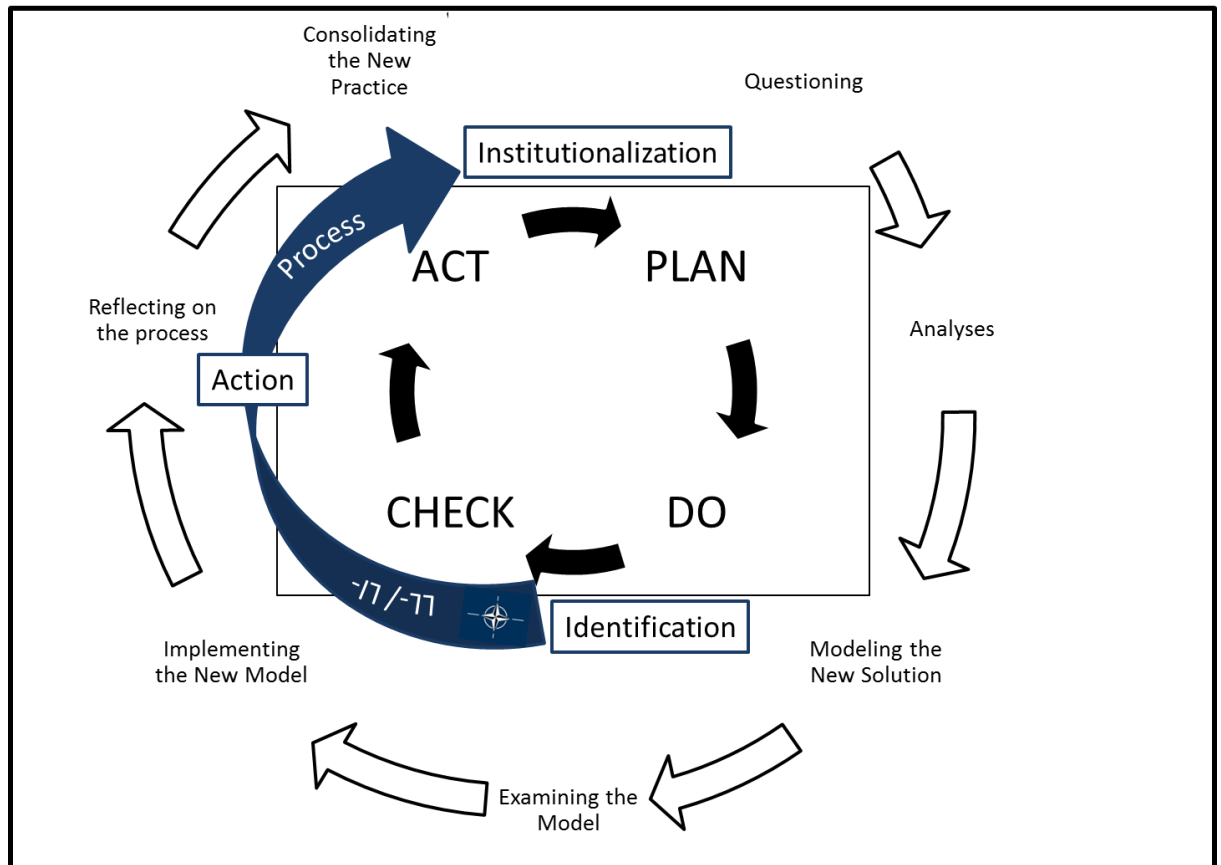 Consolidating
the New
Practice
Questioning
Institutionalization
Process
ACT
PLAN
Reflecting on
the process
Analyses
Action
CHECK
DO
LL-/LI-
Identification
Implementing
the New Model
Modeling the
New Solution
Examining the
Model